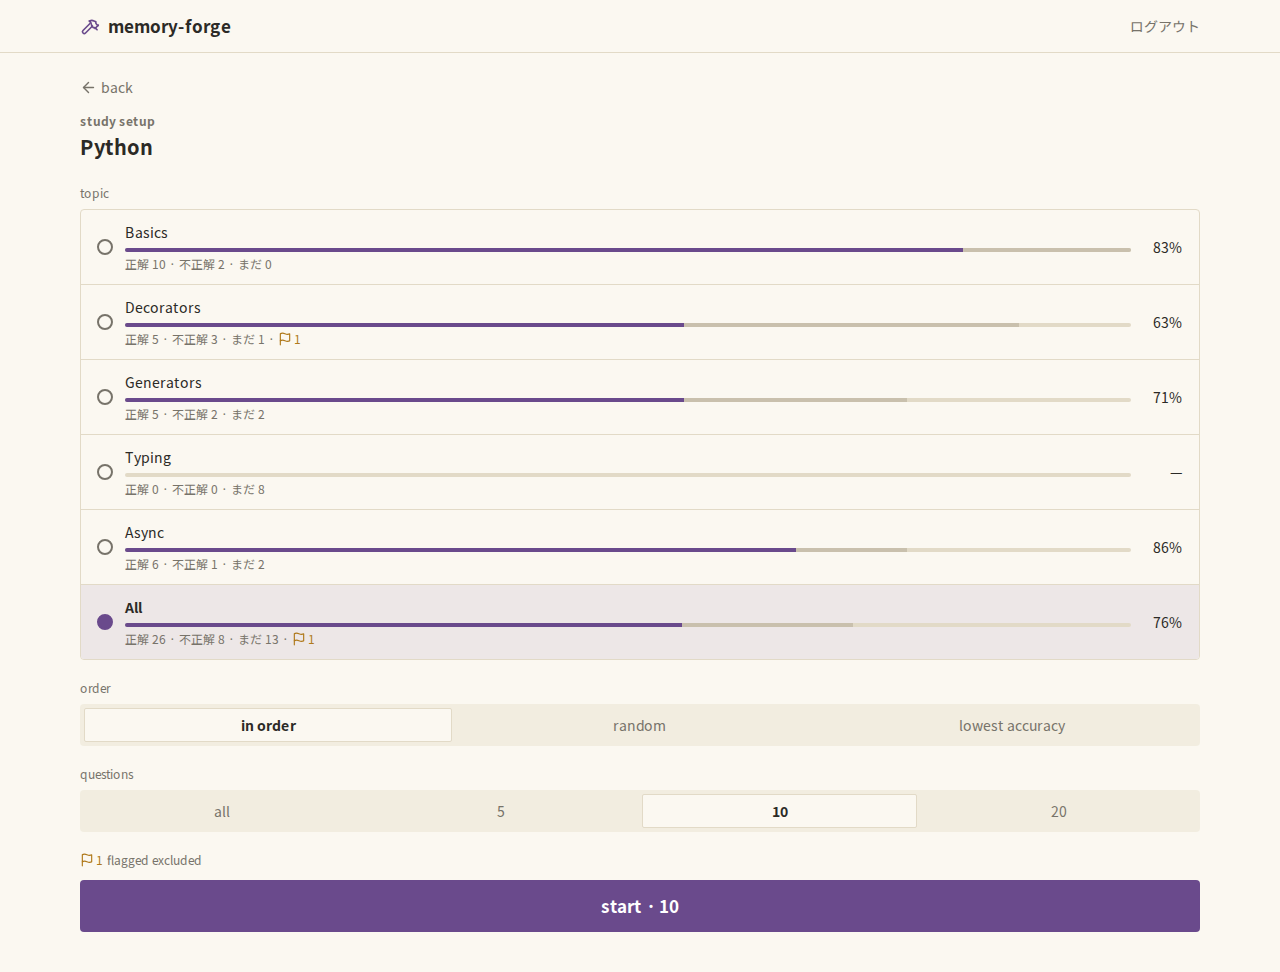 memory-forge
ログアウト
back
study setup
Python
topic
Basics
83%
正解 10 · 不正解 2 · まだ 0
Decorators
63%
正解 5 · 不正解 3 · まだ 1 · 1
Generators
71%
正解 5 · 不正解 2 · まだ 2
Typing
—
正解 0 · 不正解 0 · まだ 8
Async
86%
正解 6 · 不正解 1 · まだ 2
All
76%
正解 26 · 不正解 8 · まだ 13 · 1
order
in order
random
lowest accuracy
questions
all
5
10
20
1 flagged excluded
start · 10